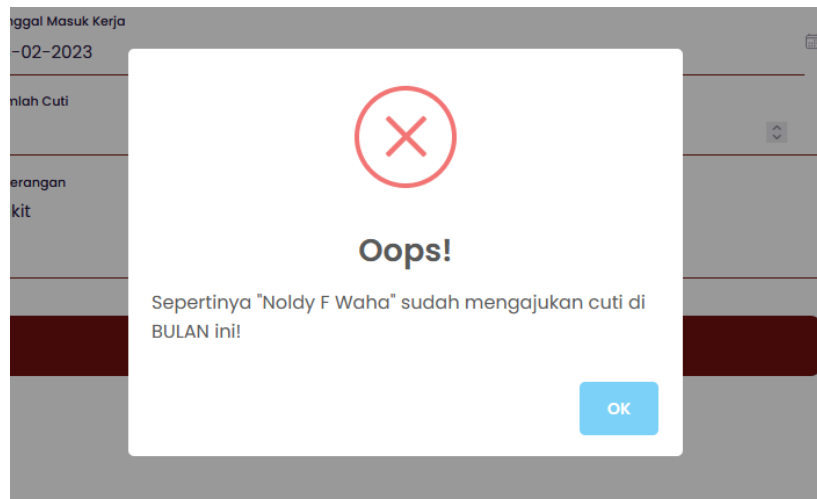 nggal Masuk Kerja
-02-2023
mlah Cuti
erangan
kit
Oops!
Sepertinya "Noldy F Waha" sudah mengajukan cuti di
BULAN ini!
OK